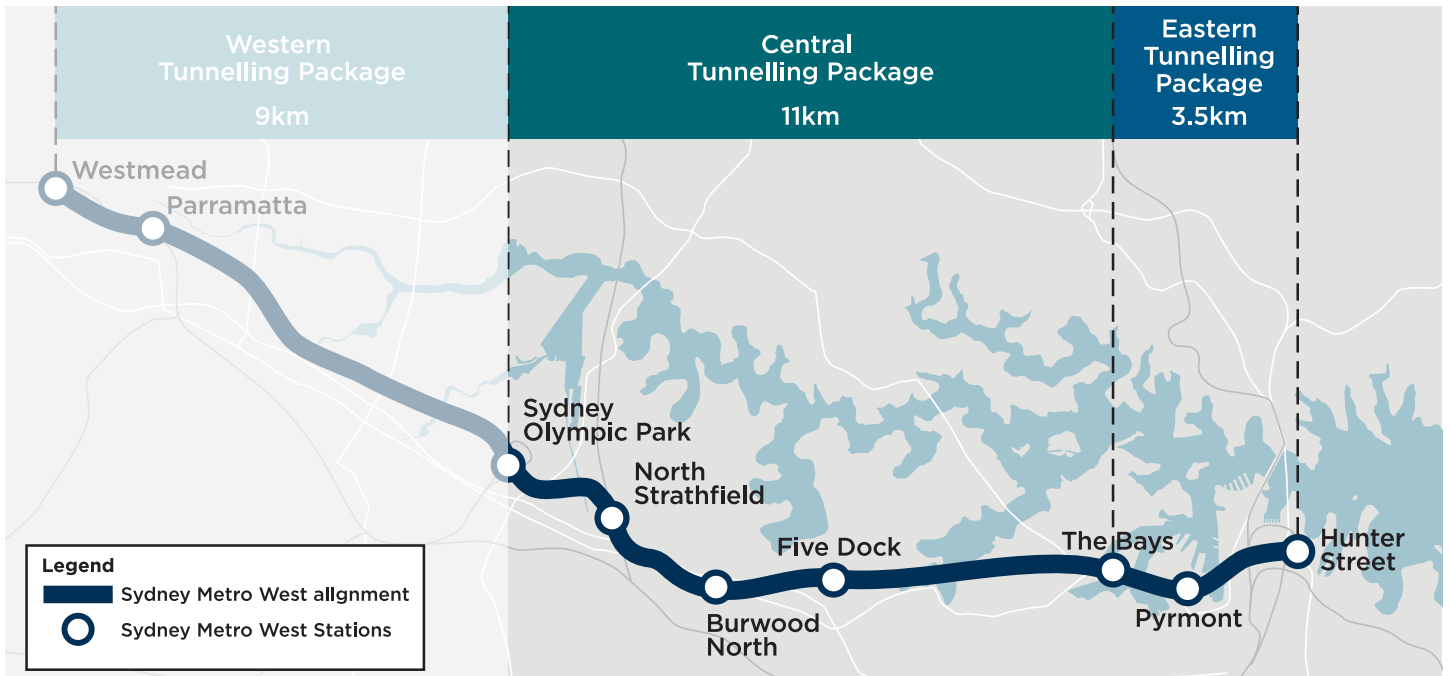 Western
Tunnelling Package
9km
Central
Tunnelling Package
11km
Eastern
Tunnelling
Package
3.5km
Westmead
Parramatta
Sydney
Olympic Park
North
Strathfield
Five Dock
The Bays
Hunter
Street
Burwood
North
Pyrmont
Legend
Sydney Metro West alignment
Sydney Metro West Stations